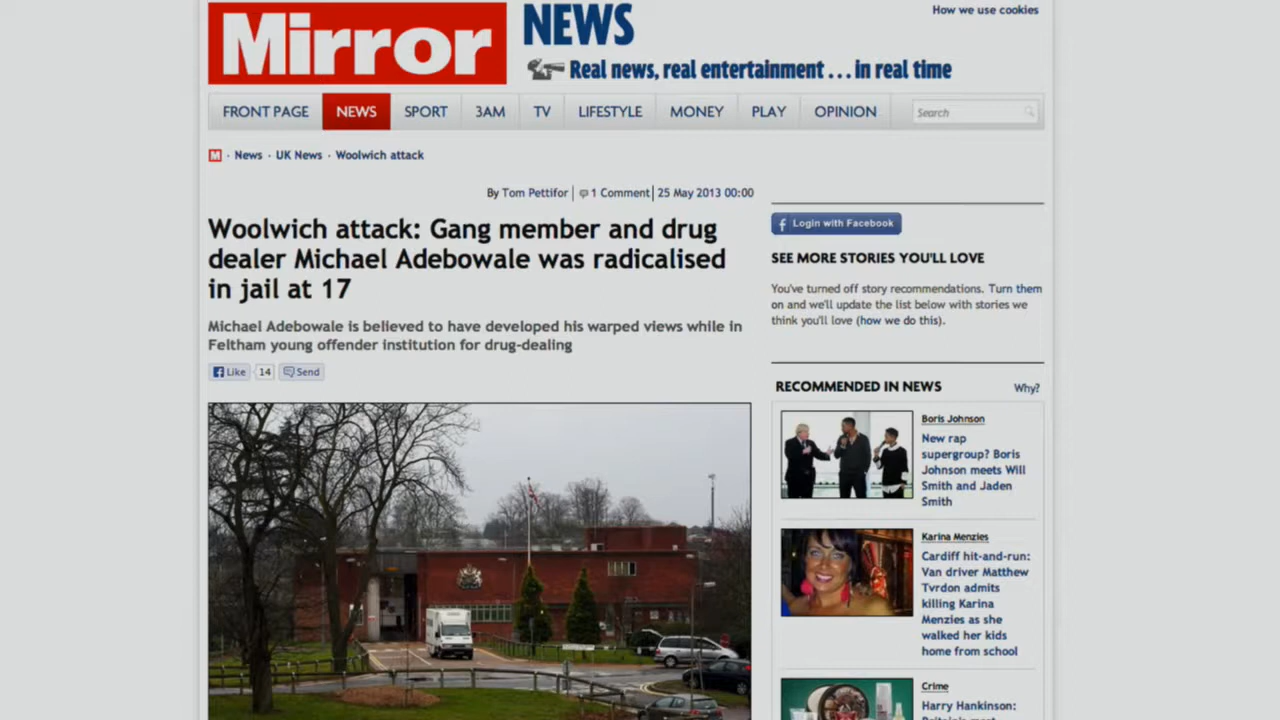 Mirror
NEWS
Real news, real entertainment ... in real time
How we use cookies
FRONT PAGE NEWS SPORT 3AM TV LIFESTYLE MONEY PLAY OPINION Search
M · News · UK News · Woolwich attack
By Tom Pettifor | 1 Comment | 25 May 2013 00:00
Woolwich attack: Gang member and drug
dealer Michael Adebowale was radicalised
in jail at 17
Michael Adebowale is believed to have developed his warped views while in
Feltham young offender institution for drug-dealing
Like 14 Send
f Login with Facebook
SEE MORE STORIES YOU'LL LOVE
You've turned off story recommendations. Turn them
on and we'll update the list below with stories we
think you'll love (how we do this).
RECOMMENDED IN NEWS Why?
Boris Johnson
New rap
supergroup? Boris
Johnson meets Will
Smith and Jaden
Smith
Karina Menzies
Cardiff hit-and-run:
Van driver Matthew
Tvrdon admits
killing Karina
Menzies as she
walked her kids
home from school
Crime
Harry Hankinson:
Britain's most